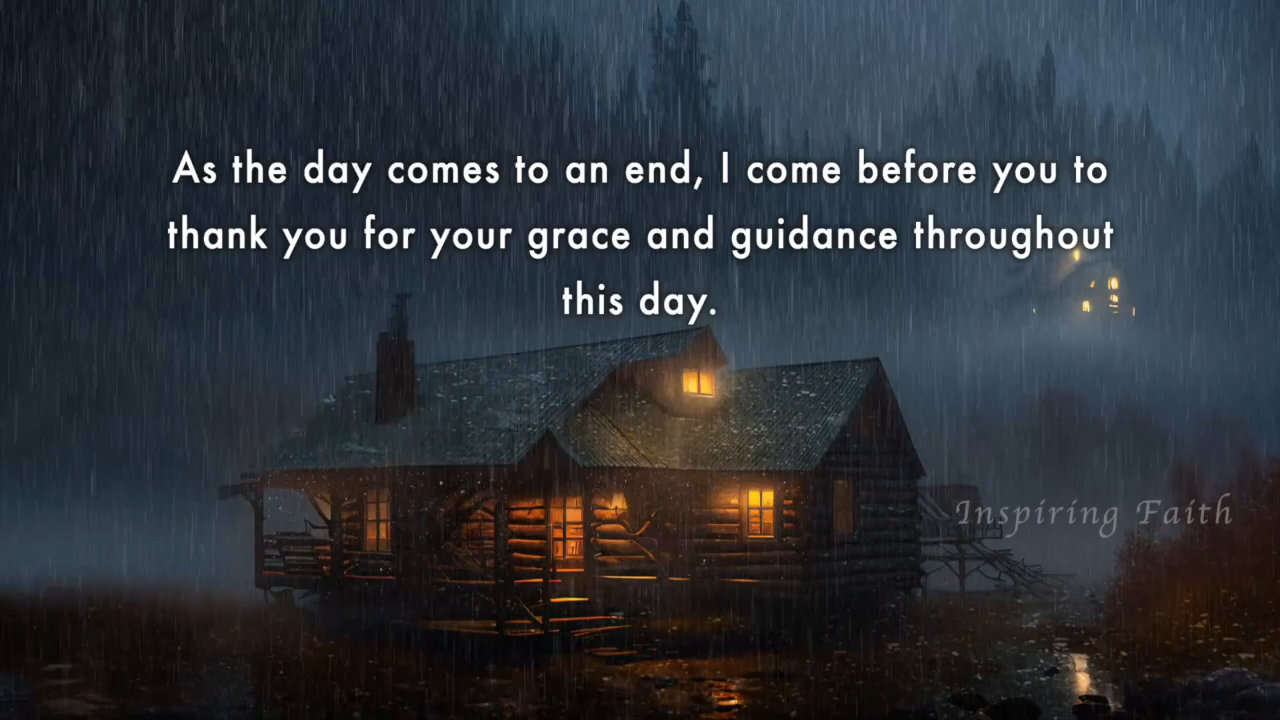 As the day comes to an end, I come before you to
thank you for your grace and guidance throughout
this day.
Inspiring Faith